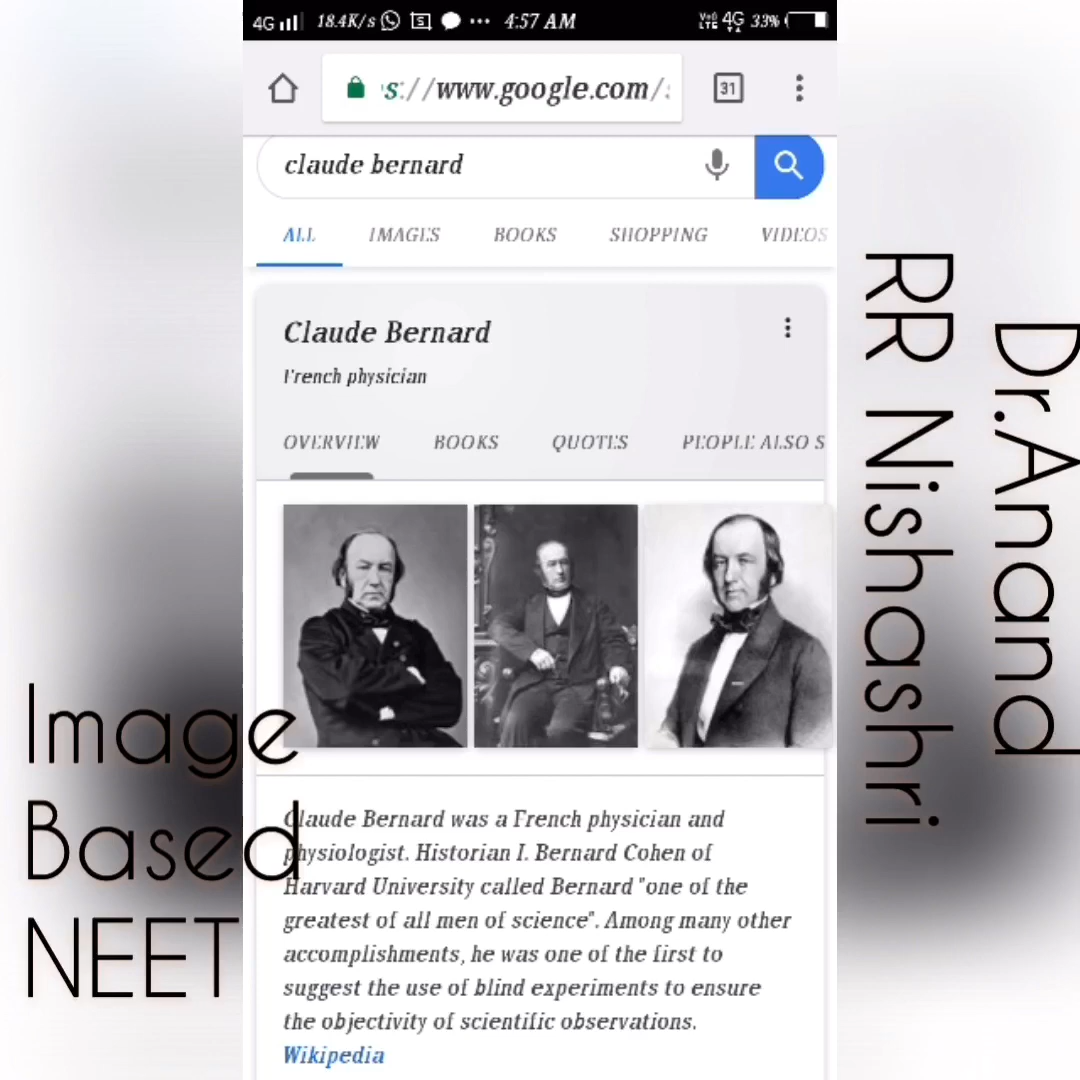 4G 18.4K/s 4:57 AM VoD LTE 4G 33%
s://www.google.com/s
31
claude bernard
ALL IMAGES BOOKS SHOPPING VIDEOS
Claude Bernard
French physician
OVERVIEW BOOKS QUOTES PEOPLE ALSO S
Claude Bernard was a French physician and
physiologist. Historian I. Bernard Cohen of
Harvard University called Bernard "one of the
greatest of all men of science". Among many other
accomplishments, he was one of the first to
suggest the use of blind experiments to ensure
the objectivity of scientific observations.
Wikipedia
Image
Based
NEET
Dr.Anand
RR Nishashri